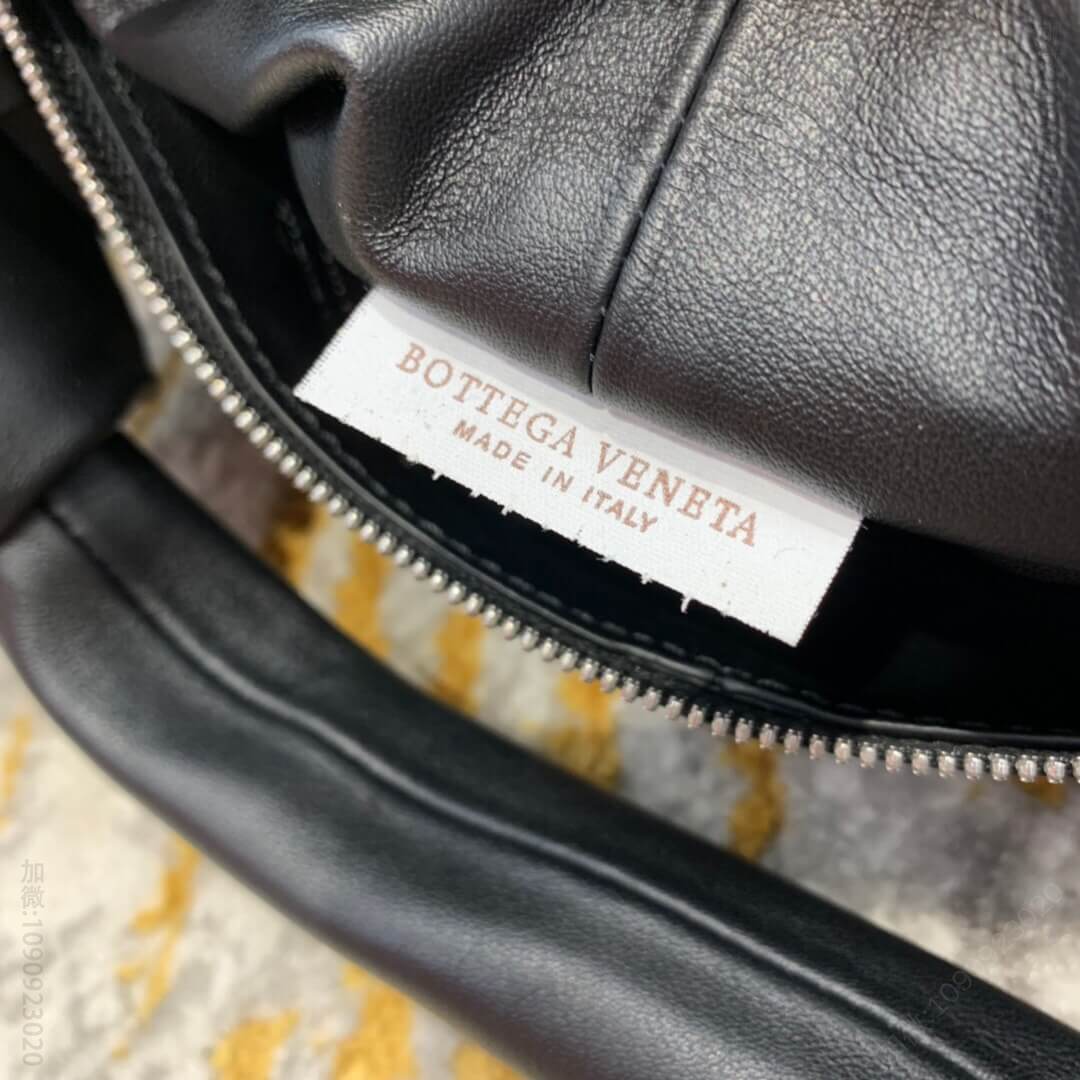 BOTTEGA VENETA
MADE IN ITALY
加微:1090923020